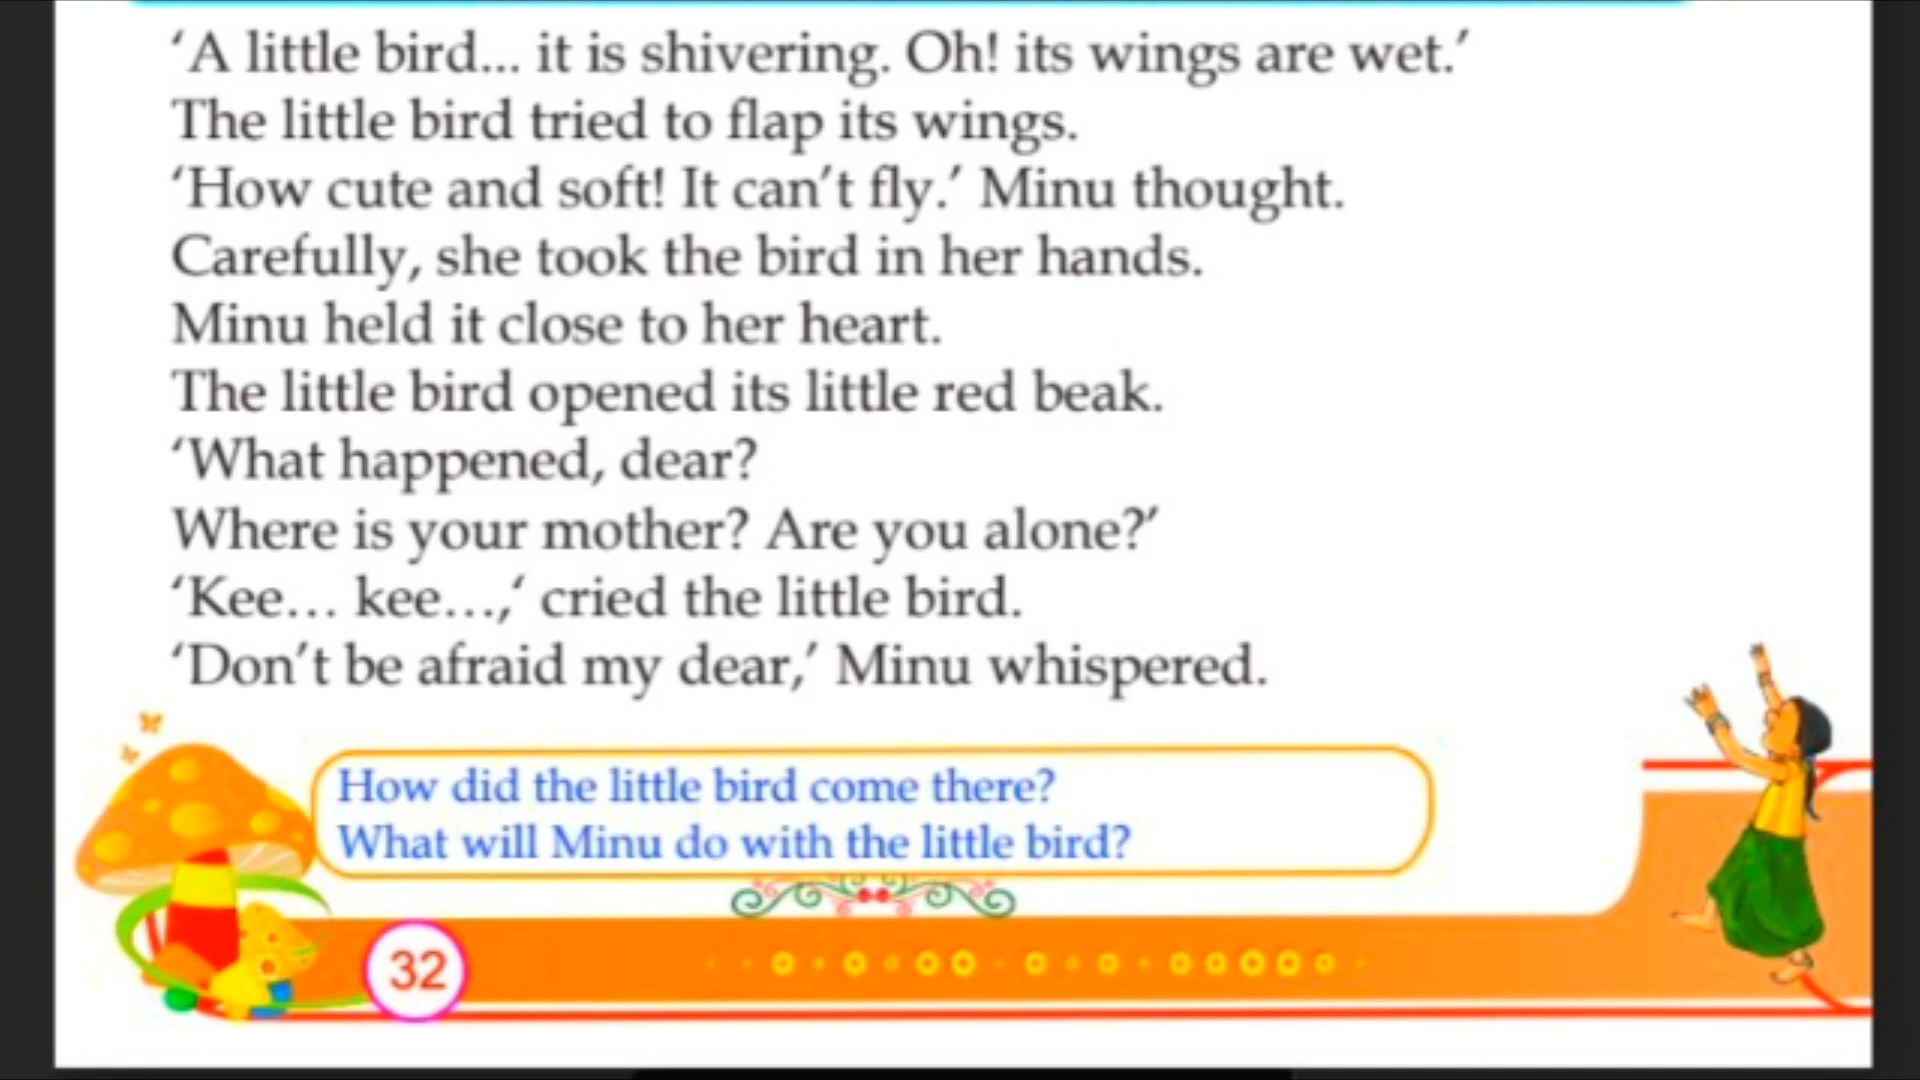 ‘A little bird... it is shivering. Oh! its wings are wet.’
The little bird tried to flap its wings.
‘How cute and soft! It can’t fly.’ Minu thought.
Carefully, she took the bird in her hands.
Minu held it close to her heart.
The little bird opened its little red beak.
‘What happened, dear?
Where is your mother? Are you alone?’
‘Kee... kee...,‘ cried the little bird.
‘Don’t be afraid my dear,’ Minu whispered.
How did the little bird come there?
What will Minu do with the little bird?
32